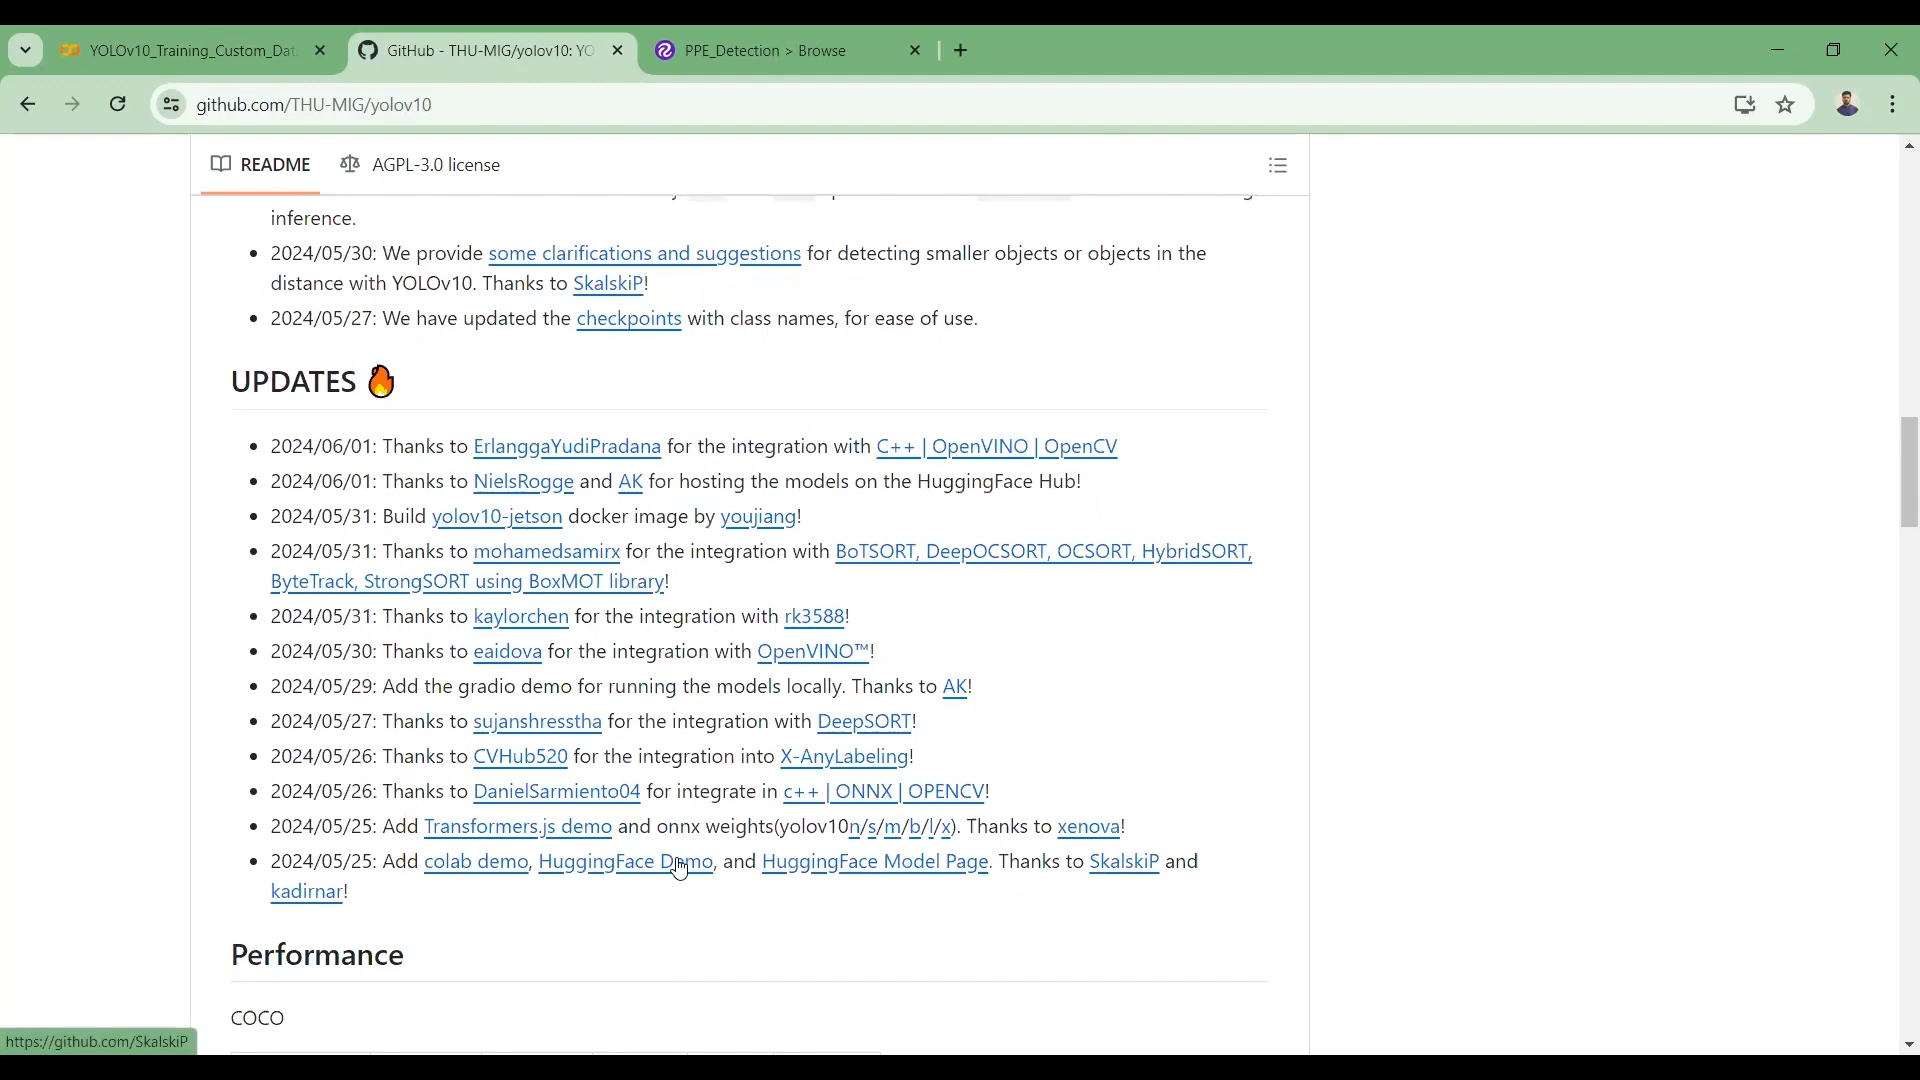 YOLOv10_Training_Custom_Dat
GitHub - THU-MIG/yolov10: YO
PPE_Detection > Browse
github.com/THU-MIG/yolov10
README
AGPL-3.0 license
inference.
2024/05/30: We provide some clarifications and suggestions for detecting smaller objects or objects in the
distance with YOLOv10. Thanks to SkalskiP!
2024/05/27: We have updated the checkpoints with class names, for ease of use.
UPDATES 🔥
2024/06/01: Thanks to ErlanggaYudiPradana for the integration with C++ | OpenVINO | OpenCV
2024/06/01: Thanks to NielsRogge and AK for hosting the models on the HuggingFace Hub!
2024/05/31: Build yolov10-jetson docker image by youjiang!
2024/05/31: Thanks to mohamedsamirx for the integration with BoTSORT, DeepOCSORT, OCSORT, HybridSORT,
ByteTrack, StrongSORT using BoxMOT library!
2024/05/31: Thanks to kaylorchen for the integration with rk3588!
2024/05/30: Thanks to eaidova for the integration with OpenVINO™!
2024/05/29: Add the gradio demo for running the models locally. Thanks to AK!
2024/05/27: Thanks to sujanshresstha for the integration with DeepSORT!
2024/05/26: Thanks to CVHub520 for the integration into X-AnyLabeling!
2024/05/26: Thanks to DanielSarmiento04 for integrate in c++ | ONNX | OPENCV!
2024/05/25: Add Transformers.js demo and onnx weights(yolov10n/s/m/b/l/x). Thanks to xenova!
2024/05/25: Add colab demo, HuggingFace Demo, and HuggingFace Model Page. Thanks to SkalskiP and
kadirnar!
Performance
COCO
https://github.com/SkalskiP